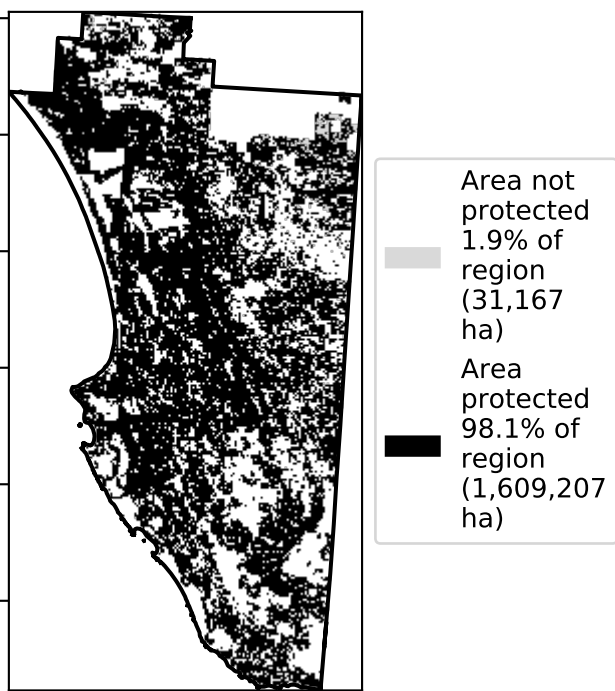 Area not
protected
1.9% of
region
(31,167
ha)
Area
protected
98.1% of
region
(1,609,207
ha)